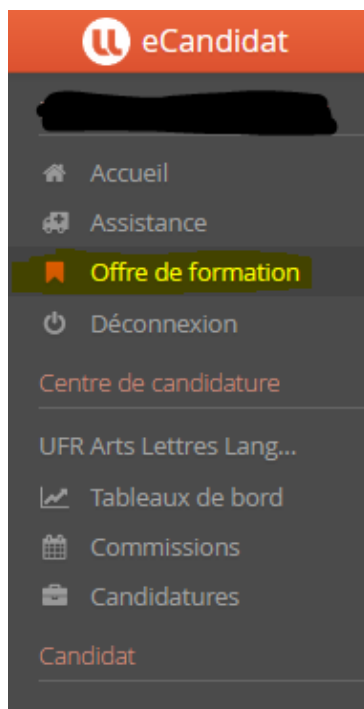 eCandidat
Accueil
Assistance
Offre de formation
Déconnexion
Centre de candidature
UFR Arts Lettres Lang...
Tableaux de bord
Commissions
Candidatures
Candidat